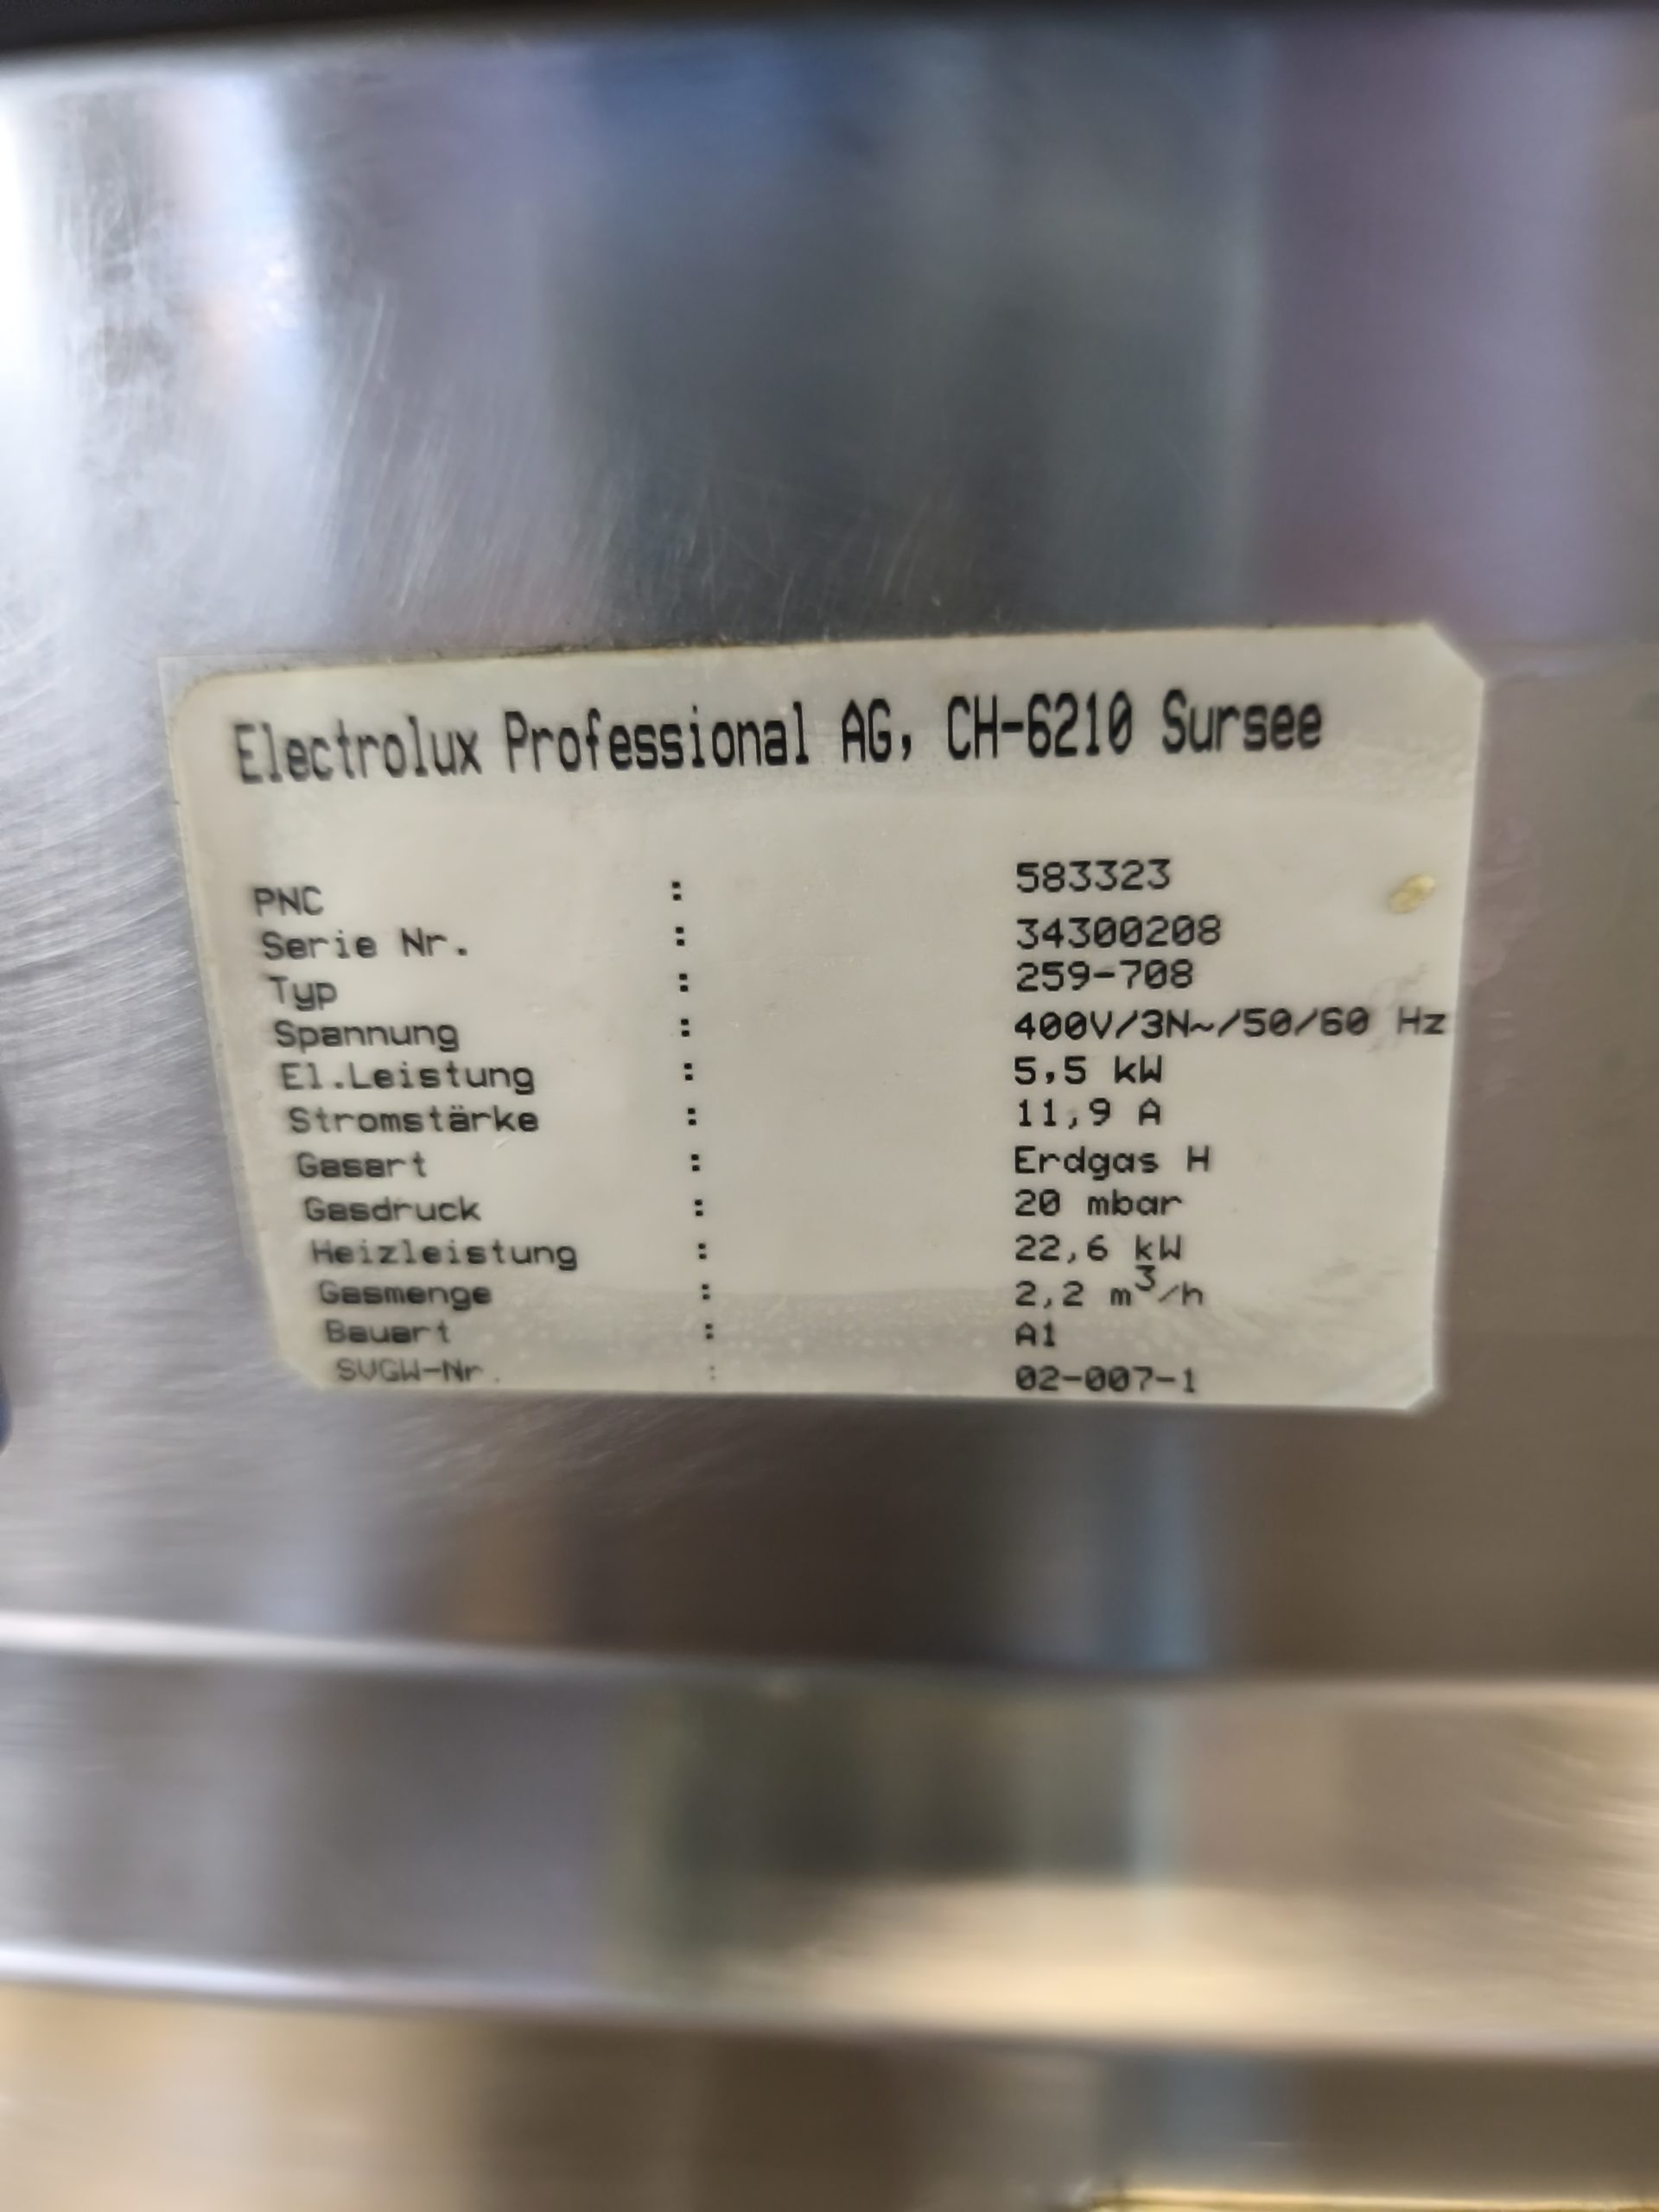 Electrolux Professional AG, CH-6210 Sursee
PNC : 583323
Serie Nr. : 34300208
Typ : 259-708
Spannung : 400V/3N~/50/60 Hz
El.Leistung : 5,5 kW
Stromstärke : 11,9 A
Gasart : Erdgas H
Gasdruck : 20 mbar
Heizleistung : 22,6 kW
Gasmenge : 2,2 m³/h
Bauart : A1
SVGW-Nr. : 02-007-1